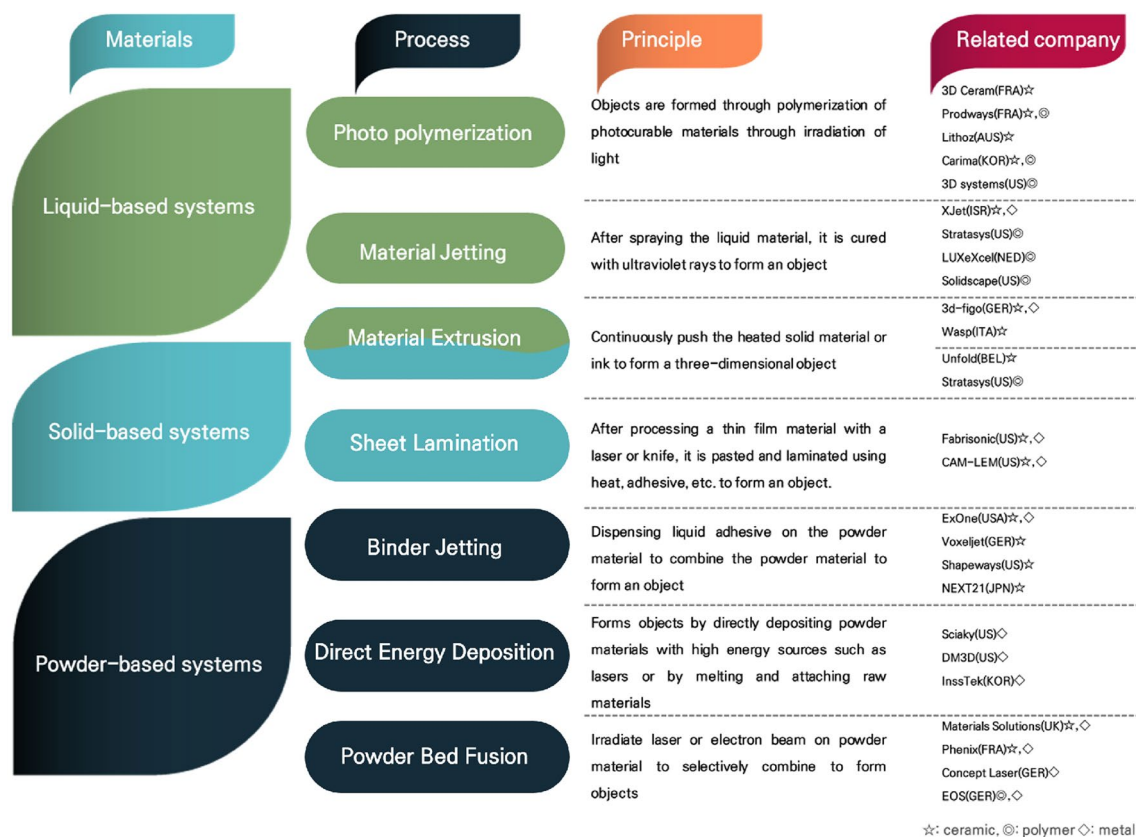 Materials
Process
Principle
Related company
Liquid-based systems
Photo polymerization
Objects are formed through polymerization of
photocurable materials through irradiation of
light
3D Ceram(FRA)☆
Prodways(FRA)☆,◎
Lithoz(AUS)☆
Carima(KOR)☆,◎
3D systems(US)◎
Material Jetting
After spraying the liquid material, it is cured
with ultraviolet rays to form an object
XJet(ISR)☆,◇
Stratasys(US)◎
LUXeXcel(NED)◎
Solidscape(US)◎
Material Extrusion
Continuously push the heated solid material or
ink to form a three-dimensional object
3d-figo(GER)☆,◇
Wasp(ITA)☆
Unfold(BEL)☆
Stratasys(US)◎
Solid-based systems
Sheet Lamination
After processing a thin film material with a
laser or knife, it is pasted and laminated using
heat, adhesive, etc. to form an object.
Fabrisonic(US)☆,◇
CAM-LEM(US)☆,◇
Powder-based systems
Binder Jetting
Dispensing liquid adhesive on the powder
material to combine the powder material to
form an object
ExOne(USA)☆,◇
Voxeljet(GER)☆
Shapeways(US)☆
NEXT21(JPN)☆
Direct Energy Deposition
Forms objects by directly depositing powder
materials with high energy sources such as
lasers or by melting and attaching raw
materials
Sciaky(US)◇
DM3D(US)◇
InssTek(KOR)◇
Powder Bed Fusion
Irradiate laser or electron beam on powder
material to selectively combine to form
objects
Materials Solutions(UK)☆,◇
Phenix(FRA)☆,◇
Concept Laser(GER)◇
EOS(GER)◎,◇
☆: ceramic, ◎: polymer ◇: metal